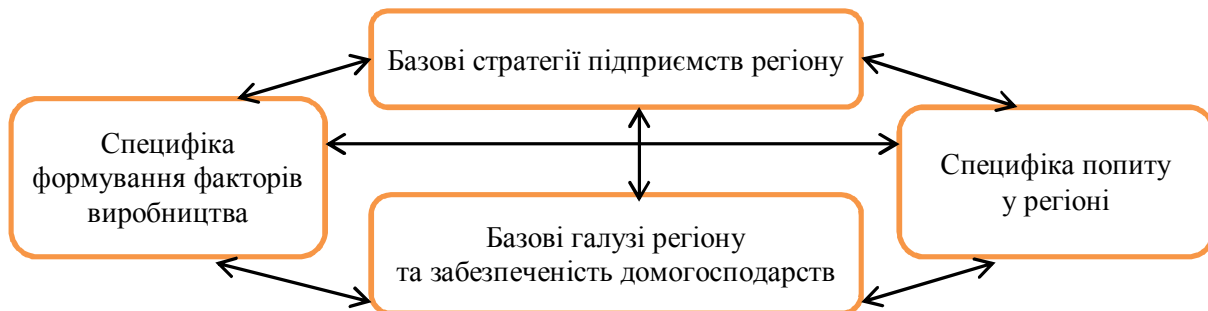 Базові стратегії підприємств регіону
Специфіка
формування факторів
виробництва
Специфіка попиту
у регіоні
Базові галузі регіону
та забезпеченість домогосподарств